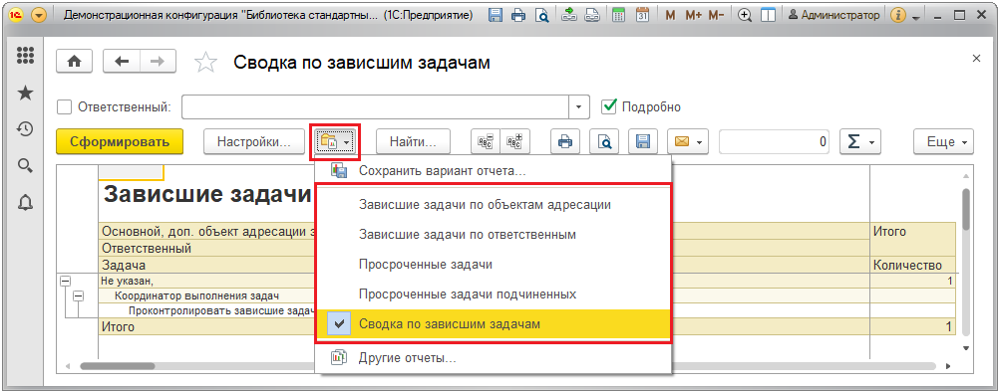 Демонстрационная конфигурация "Библиотека стандартны... (1С:Предприятие)
31 M M+ M- Администратор
Сводка по зависшим задачам
Ответственный: Подробно
Сформировать Настройки... Найти... 0 Σ Еще
Сохранить вариант отчета...
Зависшие задачи
Зависшие задачи по объектам адресации
Зависшие задачи по ответственным
Просроченные задачи
Просроченные задачи подчиненных
Сводка по зависшим задачам
Другие отчеты...
Основной, доп. объект адресации з Итого
Ответственный
Задача Количество
Не указан, 1
Координатор выполнения задач
Проконтролировать зависшие задач
Итого 1